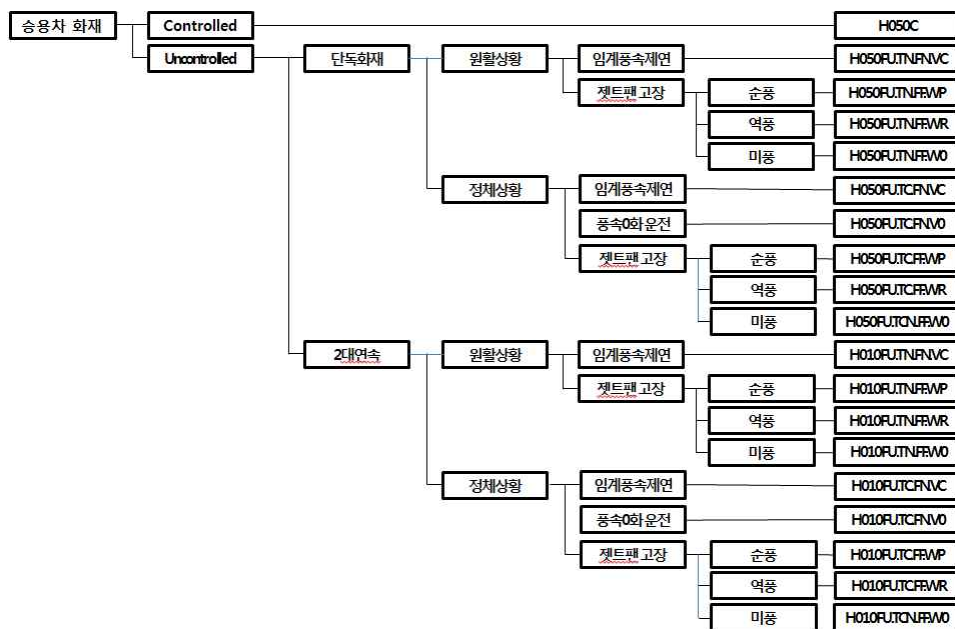 승용차 화재 Controlled H050C
Uncontrolled 단독화재 원활상황 임계풍속제연 H050FU.TN.FN.VC
젯트팬 고장 순풍 H050FU.TN.FF.WP
역풍 H050FU.TN.FF.WR
미풍 H050FU.TN.FF.W0
정체상황 임계풍속제연 H050FU.TC.FN.VC
풍속0화 운전 H050FU.TC.FN.V0
젯트팬 고장 순풍 H050FU.TC.FF.WP
역풍 H050FU.TC.FF.WR
미풍 H050FU.TCN.FF.W0
2대연속 원활상황 임계풍속제연 H010FU.TN.FN.VC
젯트팬 고장 순풍 H010FU.TN.FF.WP
역풍 H010FU.TN.FF.WR
미풍 H010FU.TN.FF.W0
정체상황 임계풍속제연 H010FU.TC.FN.VC
풍속0화 운전 H010FU.TC.FN.V0
젯트팬 고장 순풍 H010FU.TC.FF.WP
역풍 H010FU.TC.FF.WR
미풍 H010FU.TCN.FF.W0